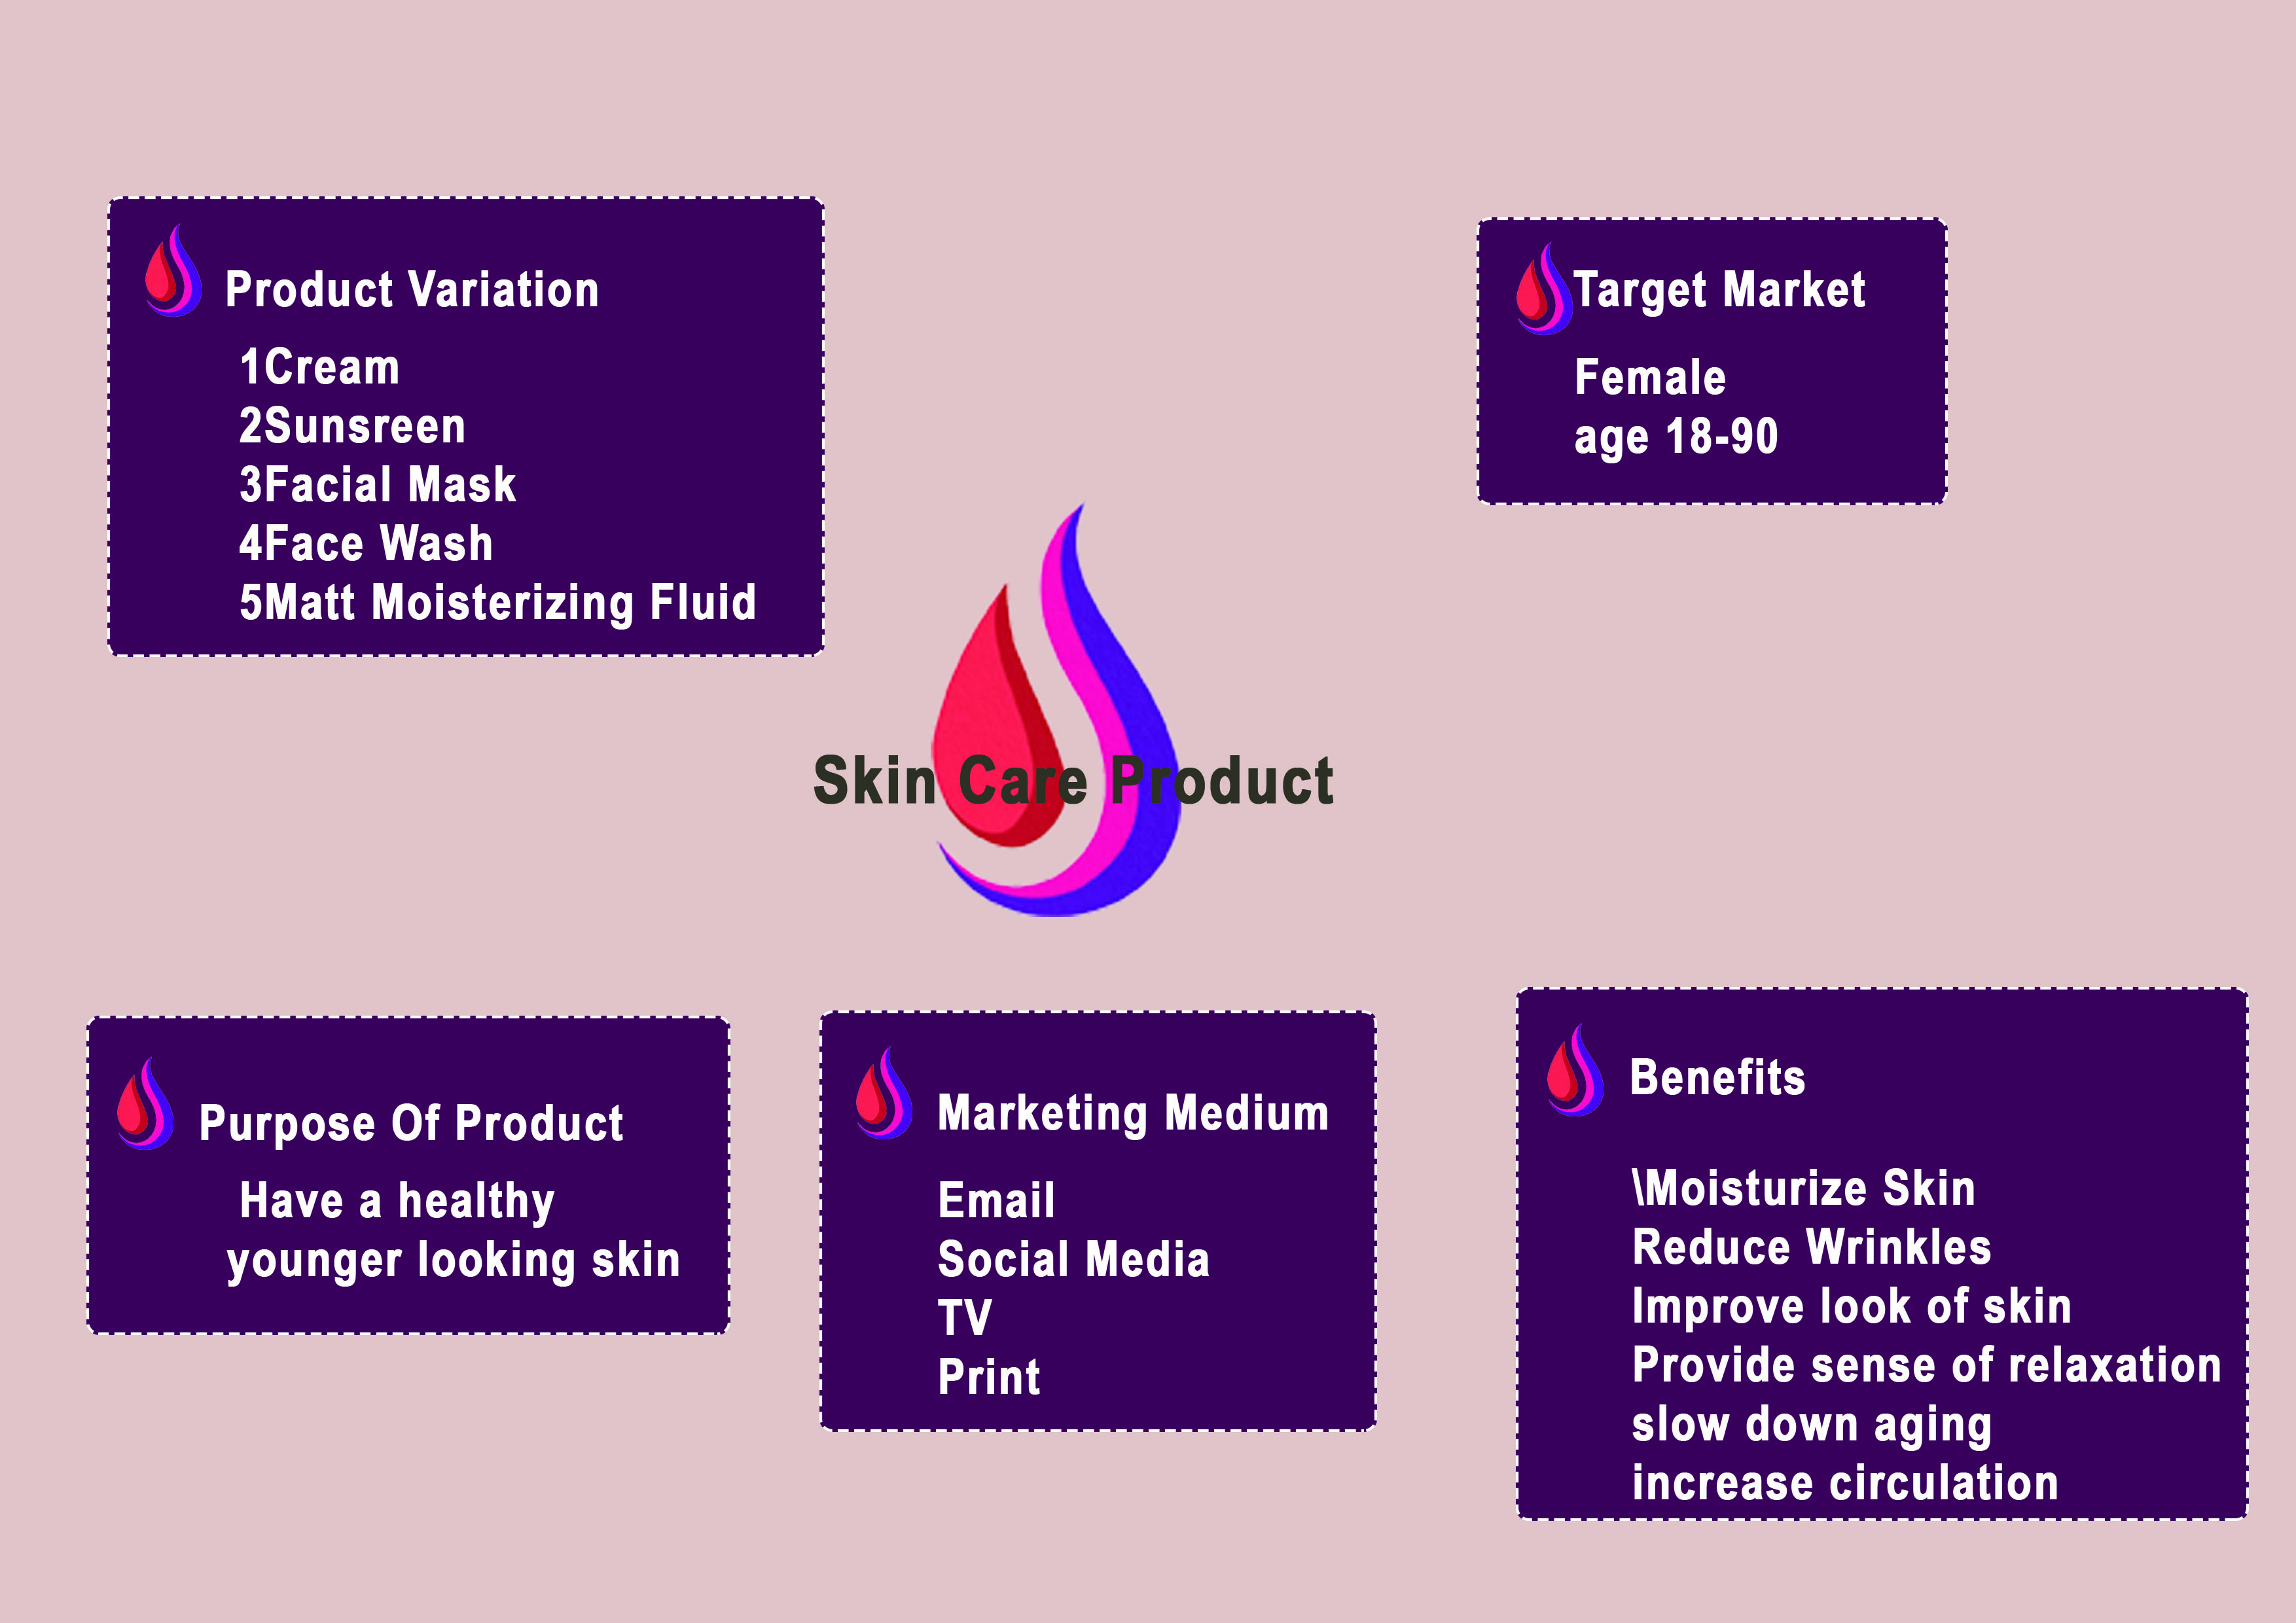 Product Variation
1Cream
2Sunsreen
3Facial Mask
4Face Wash
5Matt Moisterizing Fluid
Target Market
Female
age 18-90
Skin Care Product
Purpose Of Product
Have a healthy
younger looking skin
Marketing Medium
Email
Social Media
TV
Print
Benefits
\Moisturize Skin
Reduce Wrinkles
Improve look of skin
Provide sense of relaxation
slow down aging
increase circulation